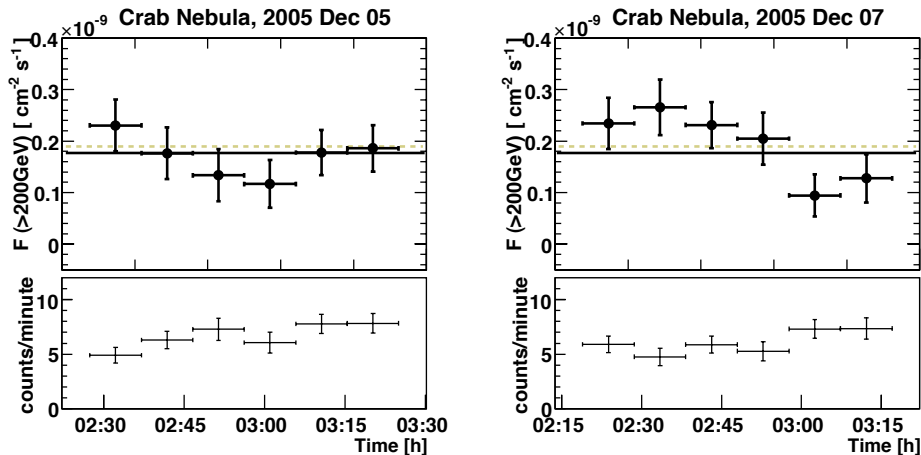 Crab Nebula, 2005 Dec 05
×10⁻⁹
F (>200GeV) [ cm⁻² s⁻¹ ]
0.4
0.3
0.2
0.1
0
counts/minute
10
5
0
02:30 02:45 03:00 03:15 03:30
Time [h]
Crab Nebula, 2005 Dec 07
×10⁻⁹
F (>200GeV) [ cm⁻² s⁻¹ ]
0.4
0.3
0.2
0.1
0
counts/minute
10
5
0
02:15 02:30 02:45 03:00 03:15
Time [h]